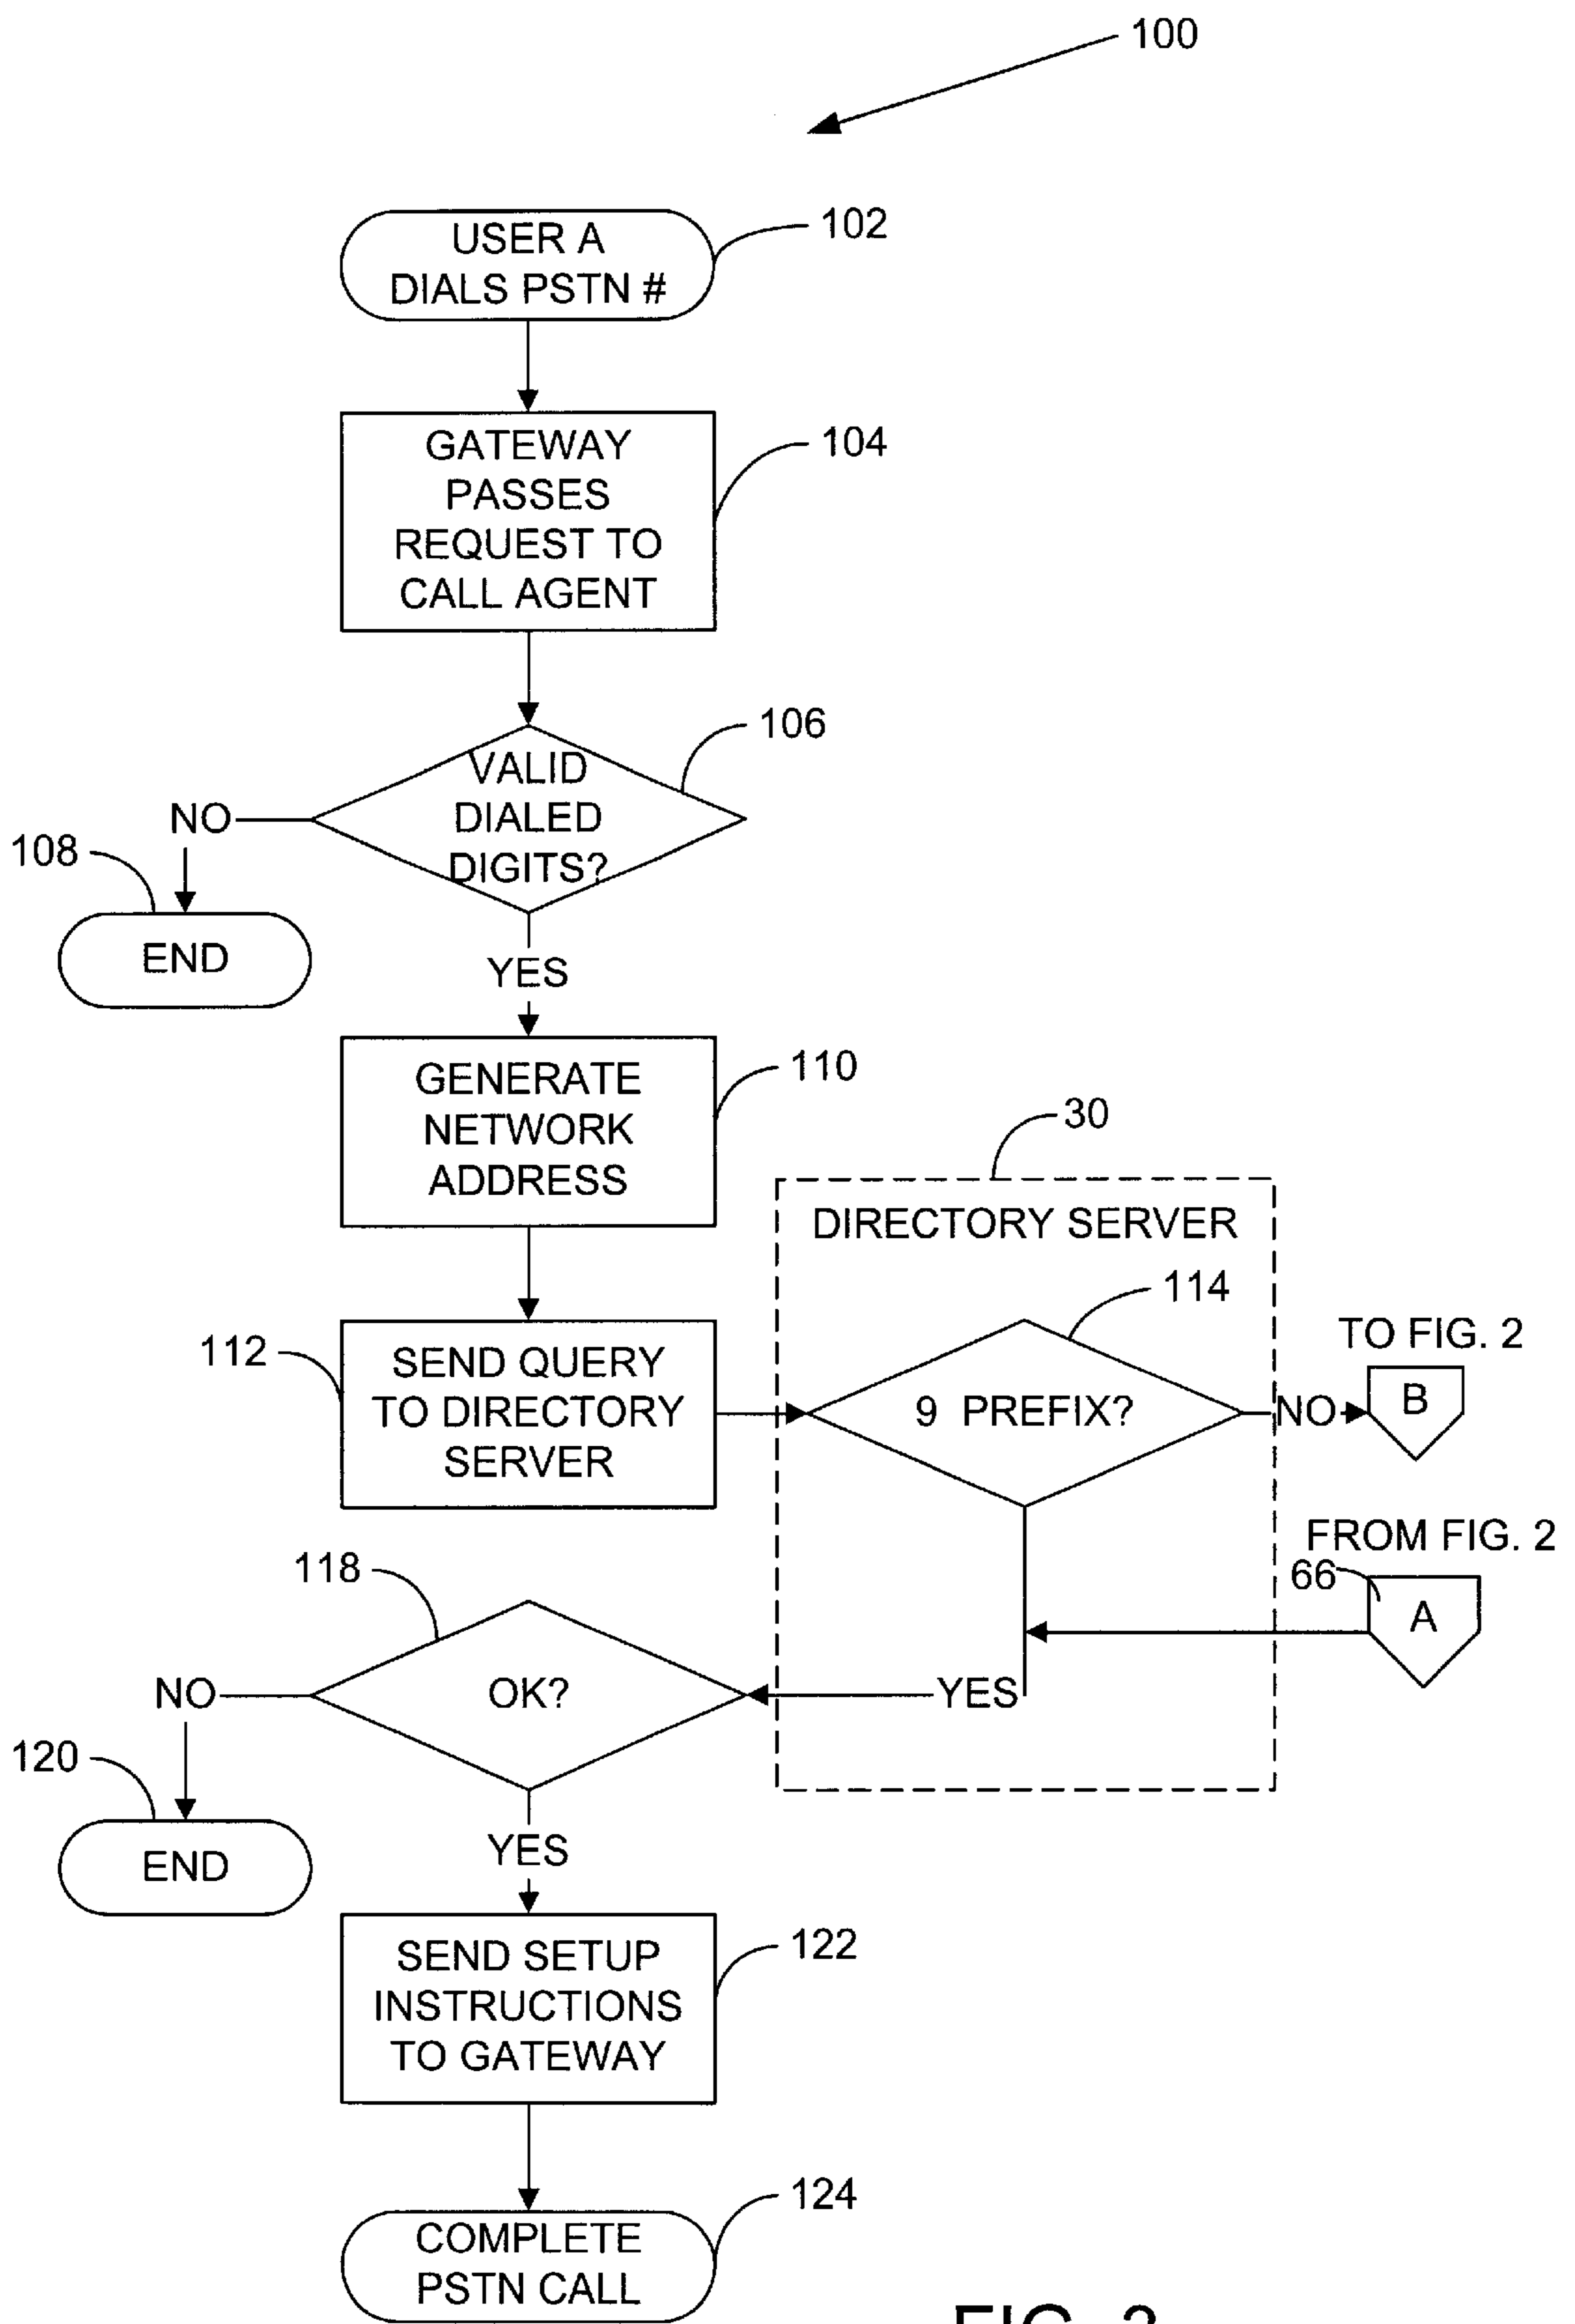 100
USER A
DIALS PSTN #
102
GATEWAY
PASSES
REQUEST TO
CALL AGENT
104
106
VALID
DIALED
DIGITS?
NO
108
END
YES
GENERATE
NETWORK
ADDRESS
110
30
DIRECTORY SERVER
114
112
SEND QUERY
TO DIRECTORY
SERVER
9 PREFIX?
NO
TO FIG. 2
B
FROM FIG. 2
66
A
118
OK?
YES
NO
120
END
YES
SEND SETUP
INSTRUCTIONS
TO GATEWAY
122
COMPLETE
PSTN CALL
124